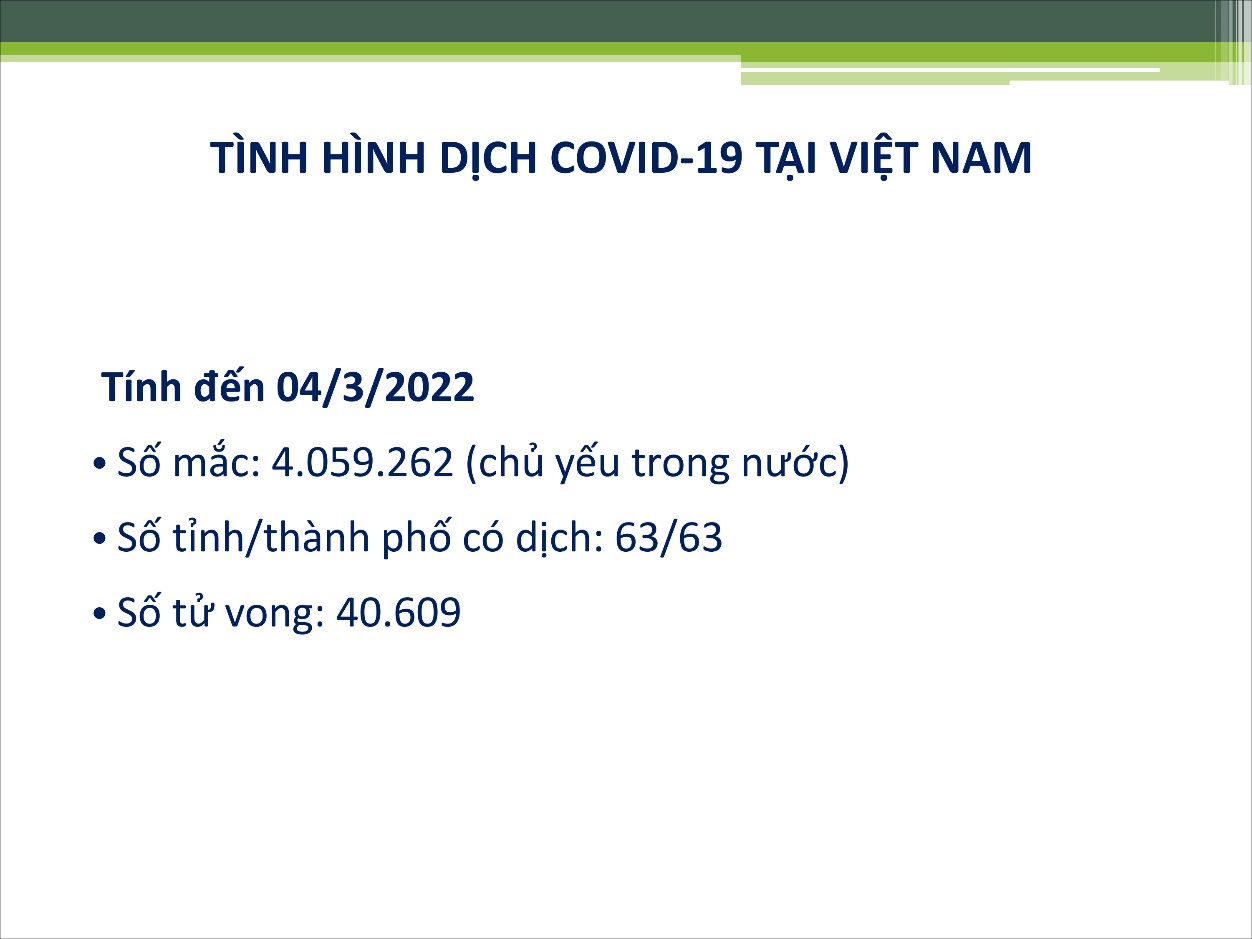 TÌNH HÌNH DỊCH COVID-19 TẠI VIỆT NAM
Tính đến 04/3/2022
• Số mắc: 4.059.262 (chủ yếu trong nước)
• Số tỉnh/thành phố có dịch: 63/63
• Số tử vong: 40.609